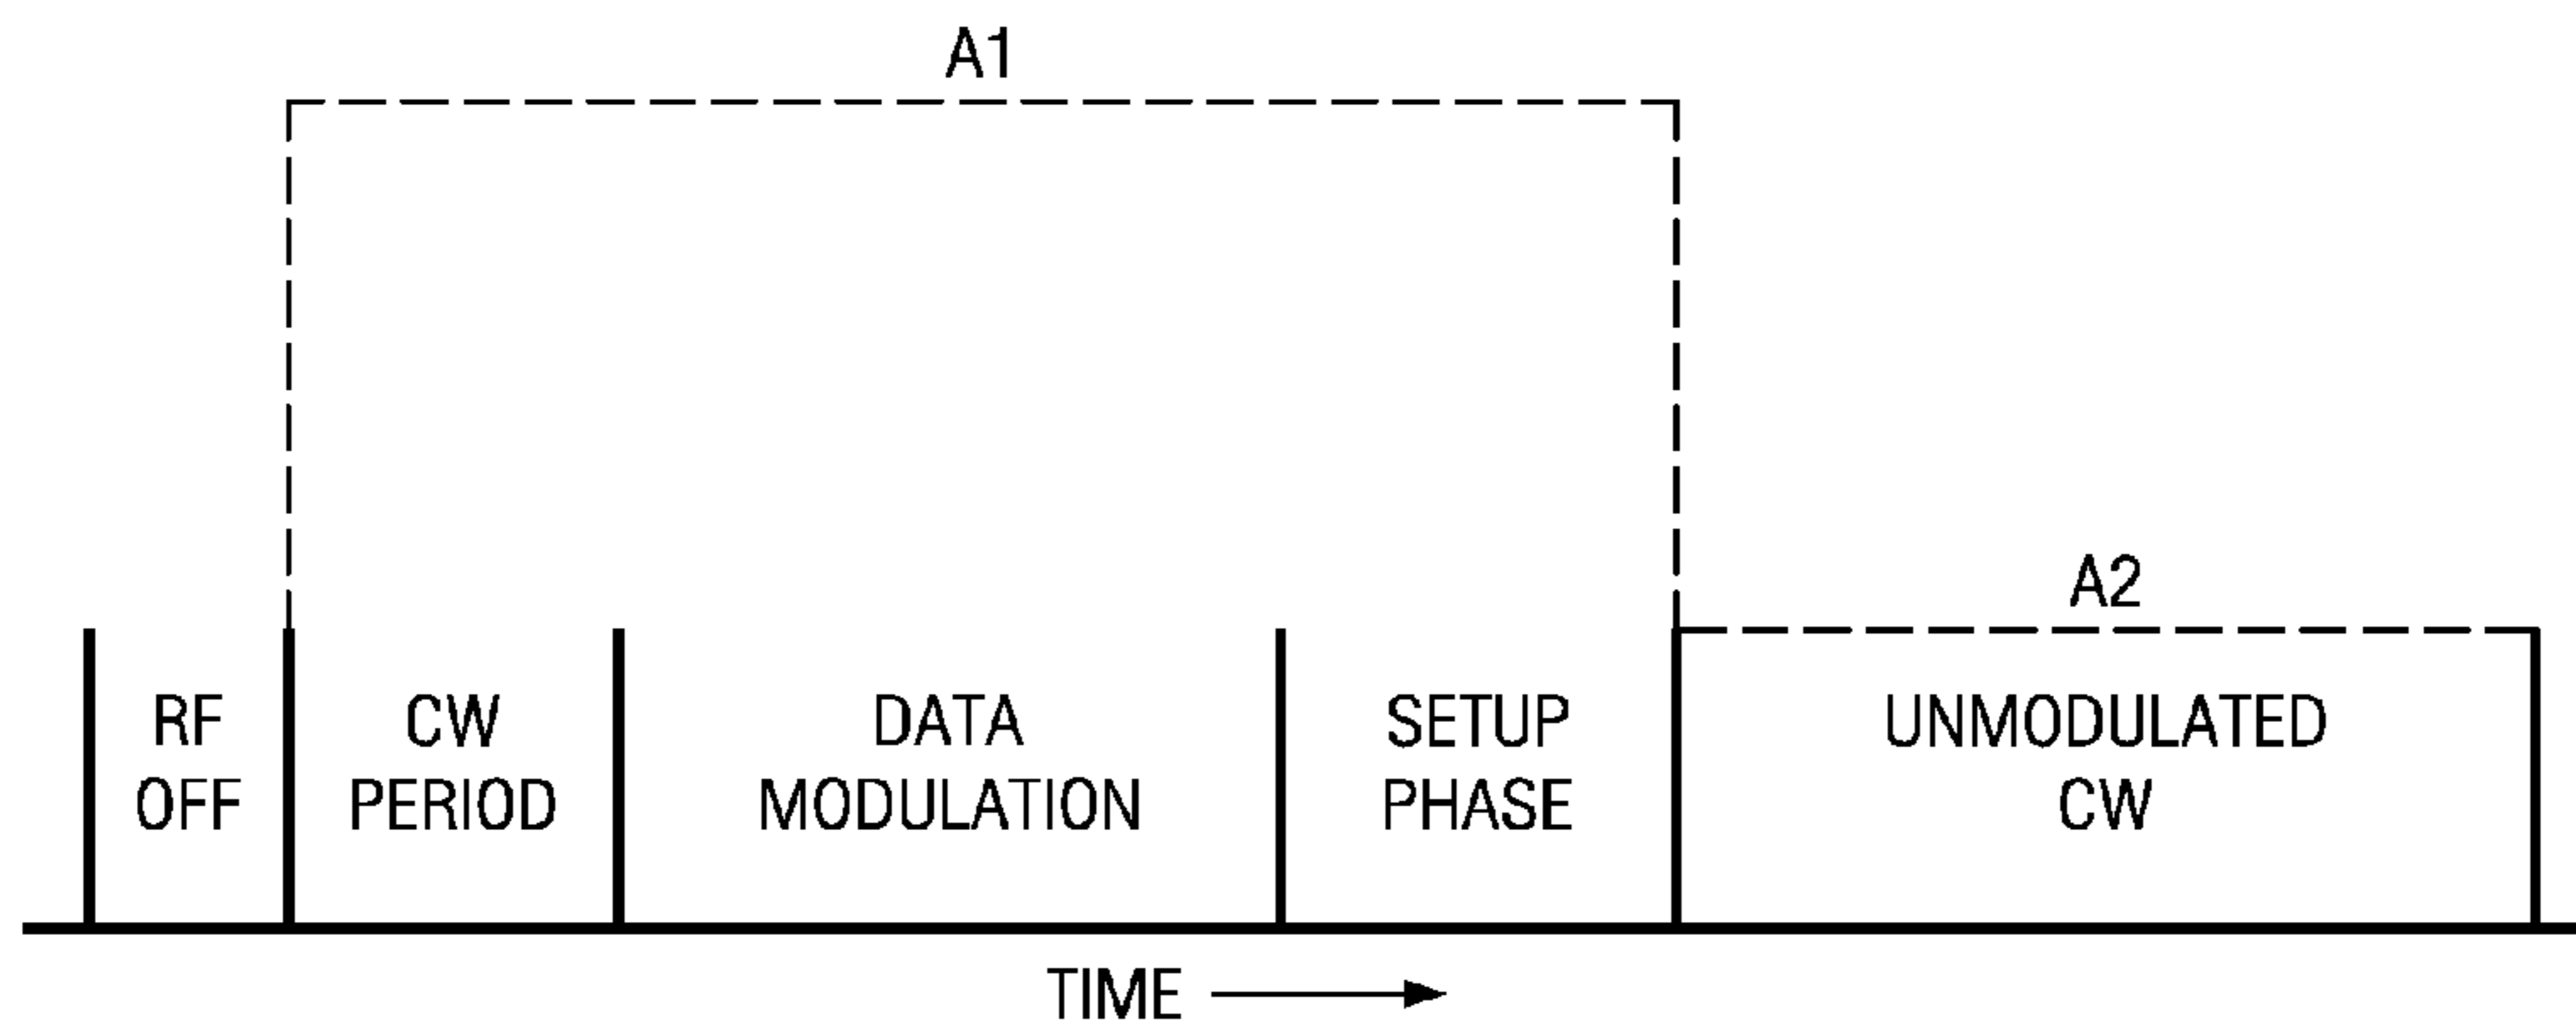 A1
A2
RF
OFF
CW
PERIOD
DATA
MODULATION
SETUP
PHASE
UNMODULATED
CW
TIME